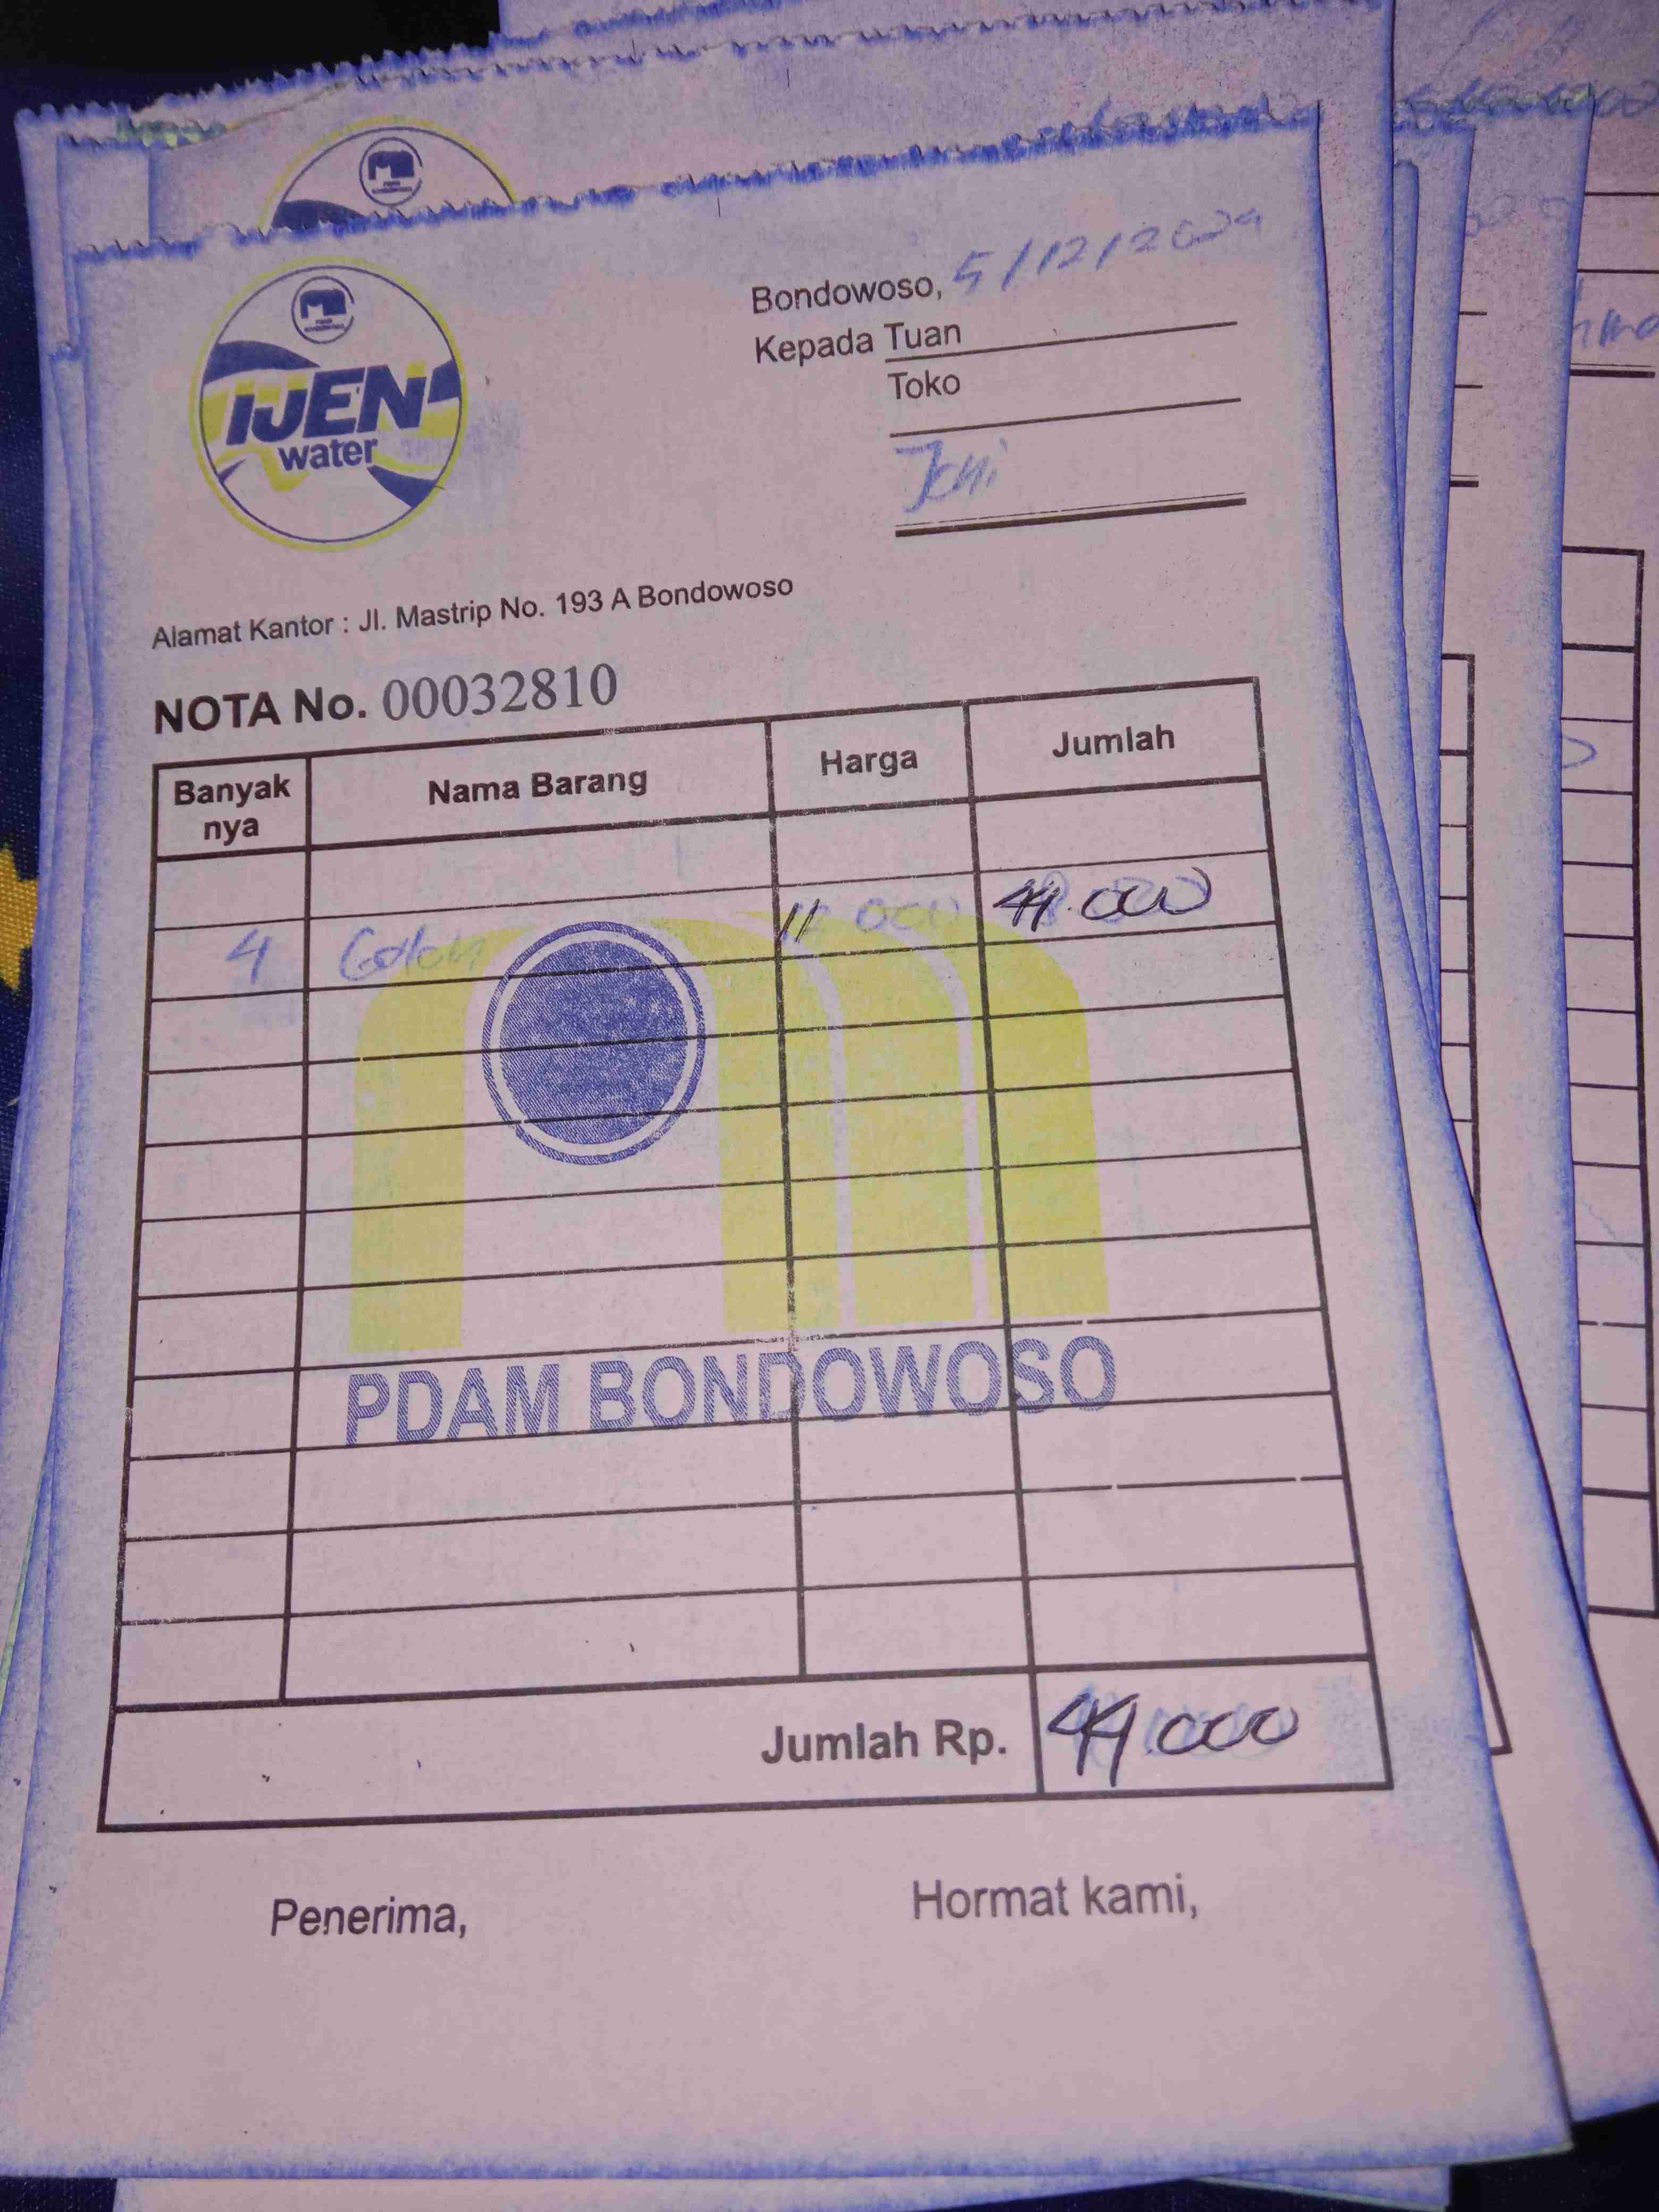 IJEN
water
Bondowoso, 5/12/2024
Kepada Tuan
Toko
Alamat Kantor : Jl. Mastrip No. 193 A Bondowoso
NOTA No. 00032810
Banyak nya Nama Barang Harga Jumlah
4 Galon 11.000 44.000
PDAM BONDOWOSO
Jumlah Rp. 44.000
Penerima, Hormat kami,